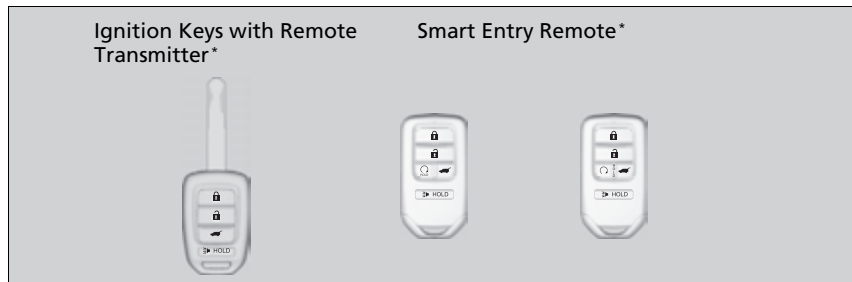 Ignition Keys with Remote
Transmitter*
Smart Entry Remote*
HOLD
HOLD
HOLD